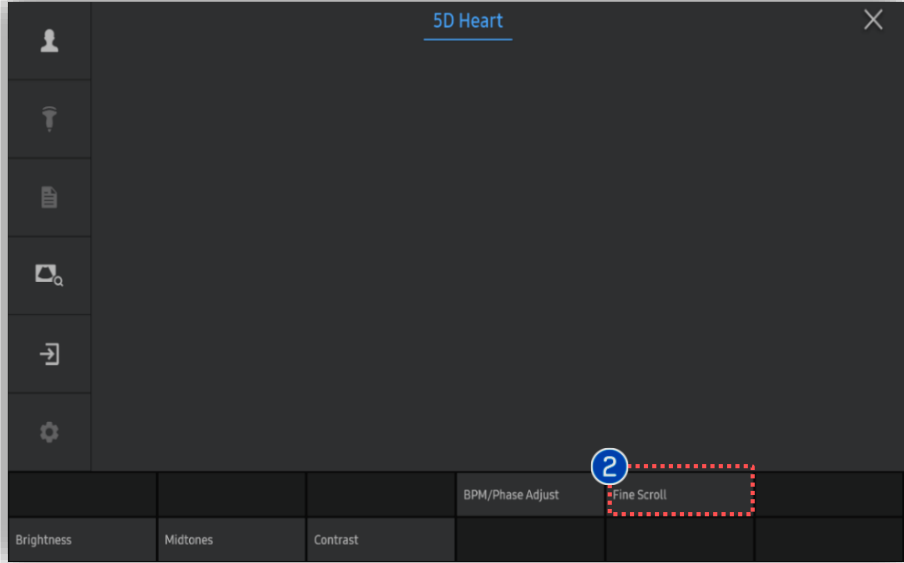 5D Heart
2
BPM/Phase Adjust
Fine Scroll
Brightness
Midtones
Contrast